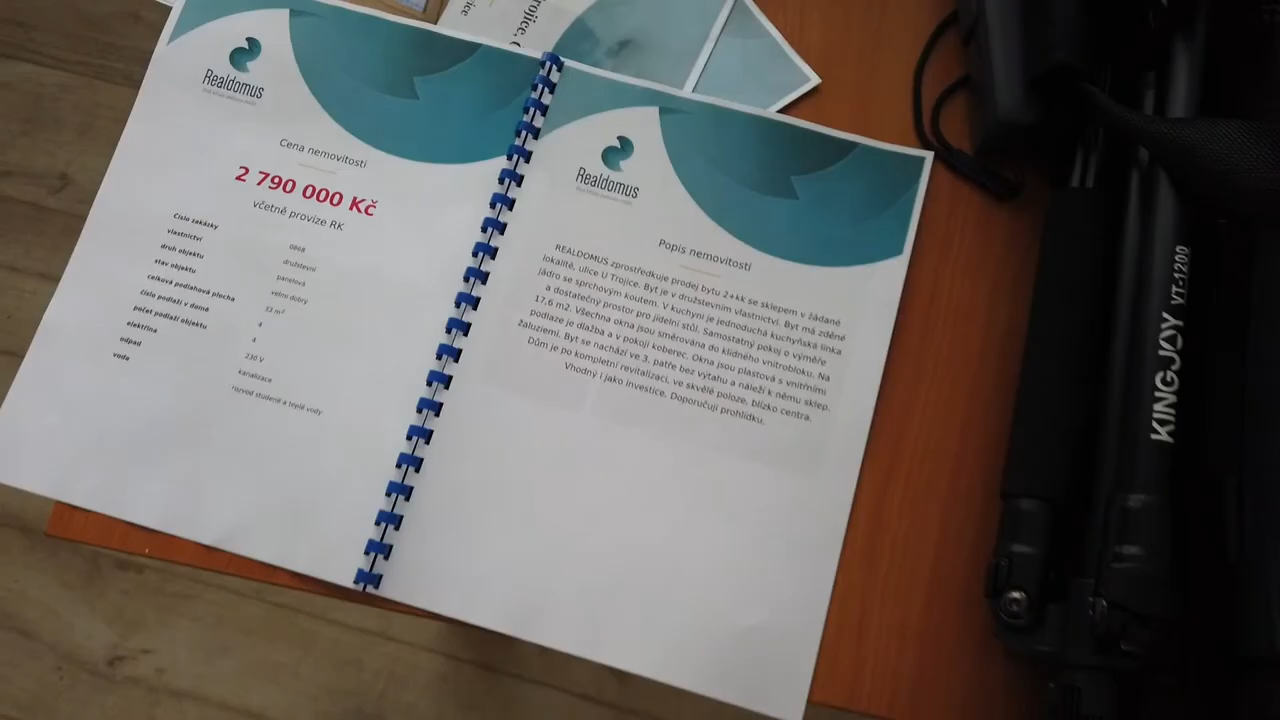 Realdomus
Cena nemovitosti
2 790 000 Kč
včetně provize RK
Číslo zakázky
0868
vlastnictví
družstevní
druh objektu
panelová
stav objektu
velmi dobrý
celková podlahová plocha
33 m²
číslo podlaží v domě
4
počet podlaží objektu
4
elektřina
230 V
odpad
kanalizace
voda
rozvod studené a teplé vody
Realdomus
Popis nemovitosti
REALDOMUS zprostředkuje prodej bytu 2+kk se sklepem v žádané
lokalitě, ulice U Trojice. Byt je v družstevním vlastnictví. Byt má zděné
jádro se sprchovým koutem. V kuchyni je jednoduchá kuchyňská linka
a dostatečný prostor pro jídelní stůl. Samostatný pokoj o výměře
17,6 m2. Všechna okna jsou směrována do klidného vnitrobloku. Na
podlaze je dlažba a v pokoji koberec. Okna jsou plastová s vnitřními
žaluziemi. Byt se nachází ve 3. patře bez výtahu a náleží k němu sklep.
Dům je po kompletní revitalizaci, ve skvělé poloze, blízko centra.
Vhodný i jako investice. Doporučuji prohlídku.
KINGJOY VT-1200